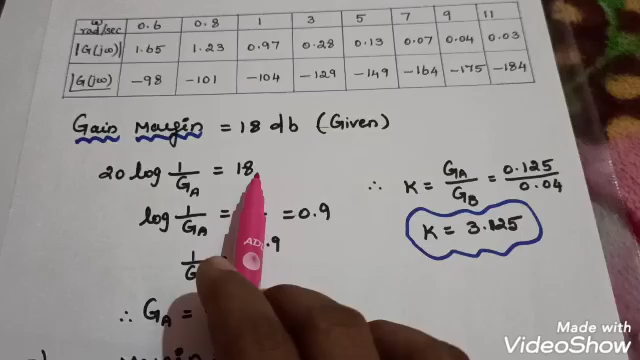 ω rad/sec 0.6 0.8 1 3 5 7 9 11
|G(jω)| 1.65 1.23 0.97 0.28 0.13 0.07 0.04 0.03
∠G(jω) -98 -101 -104 -129 -149 -164 -175 -184
Gain Margin = 18 db (Given)
20 log 1/GA = 18
log 1/GA = = 0.9
.9
∴ GA =
∴ K = GA/GB = 0.125/0.04
K = 3.125
Made with
VideoShow